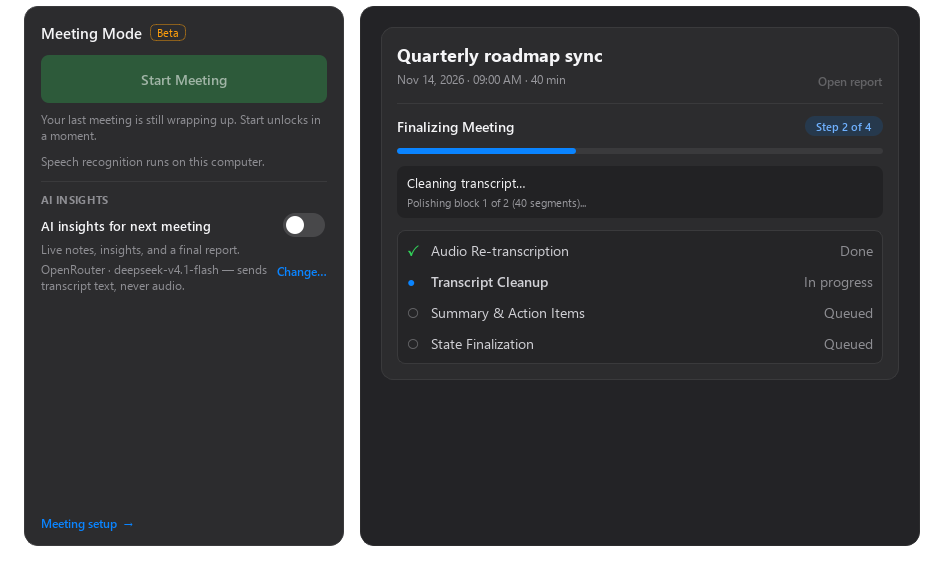 Meeting Mode Beta
Start Meeting
Your last meeting is still wrapping up. Start unlocks in
a moment.
Speech recognition runs on this computer.
AI INSIGHTS
AI insights for next meeting
Live notes, insights, and a final report.
OpenRouter · deepseek-v4.1-flash — sends Change...
transcript text, never audio.
Meeting setup →
Quarterly roadmap sync
Nov 14, 2026 · 09:00 AM · 40 min
Open report
Finalizing Meeting Step 2 of 4
Cleaning transcript...
Polishing block 1 of 2 (40 segments)...
✓ Audio Re-transcription Done
Transcript Cleanup In progress
Summary & Action Items Queued
State Finalization Queued